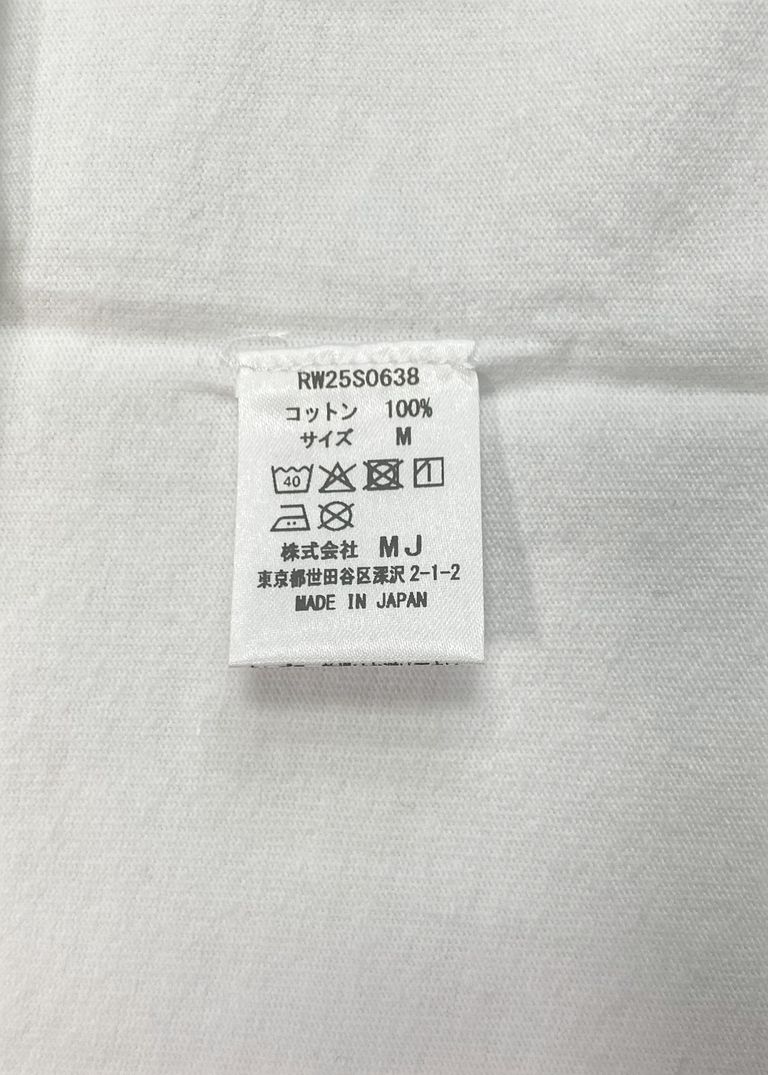 RW25S0638
コットン 100%
サイズ M
40
株式会社 MJ
東京都世田谷区深沢2-1-2
MADE IN JAPAN